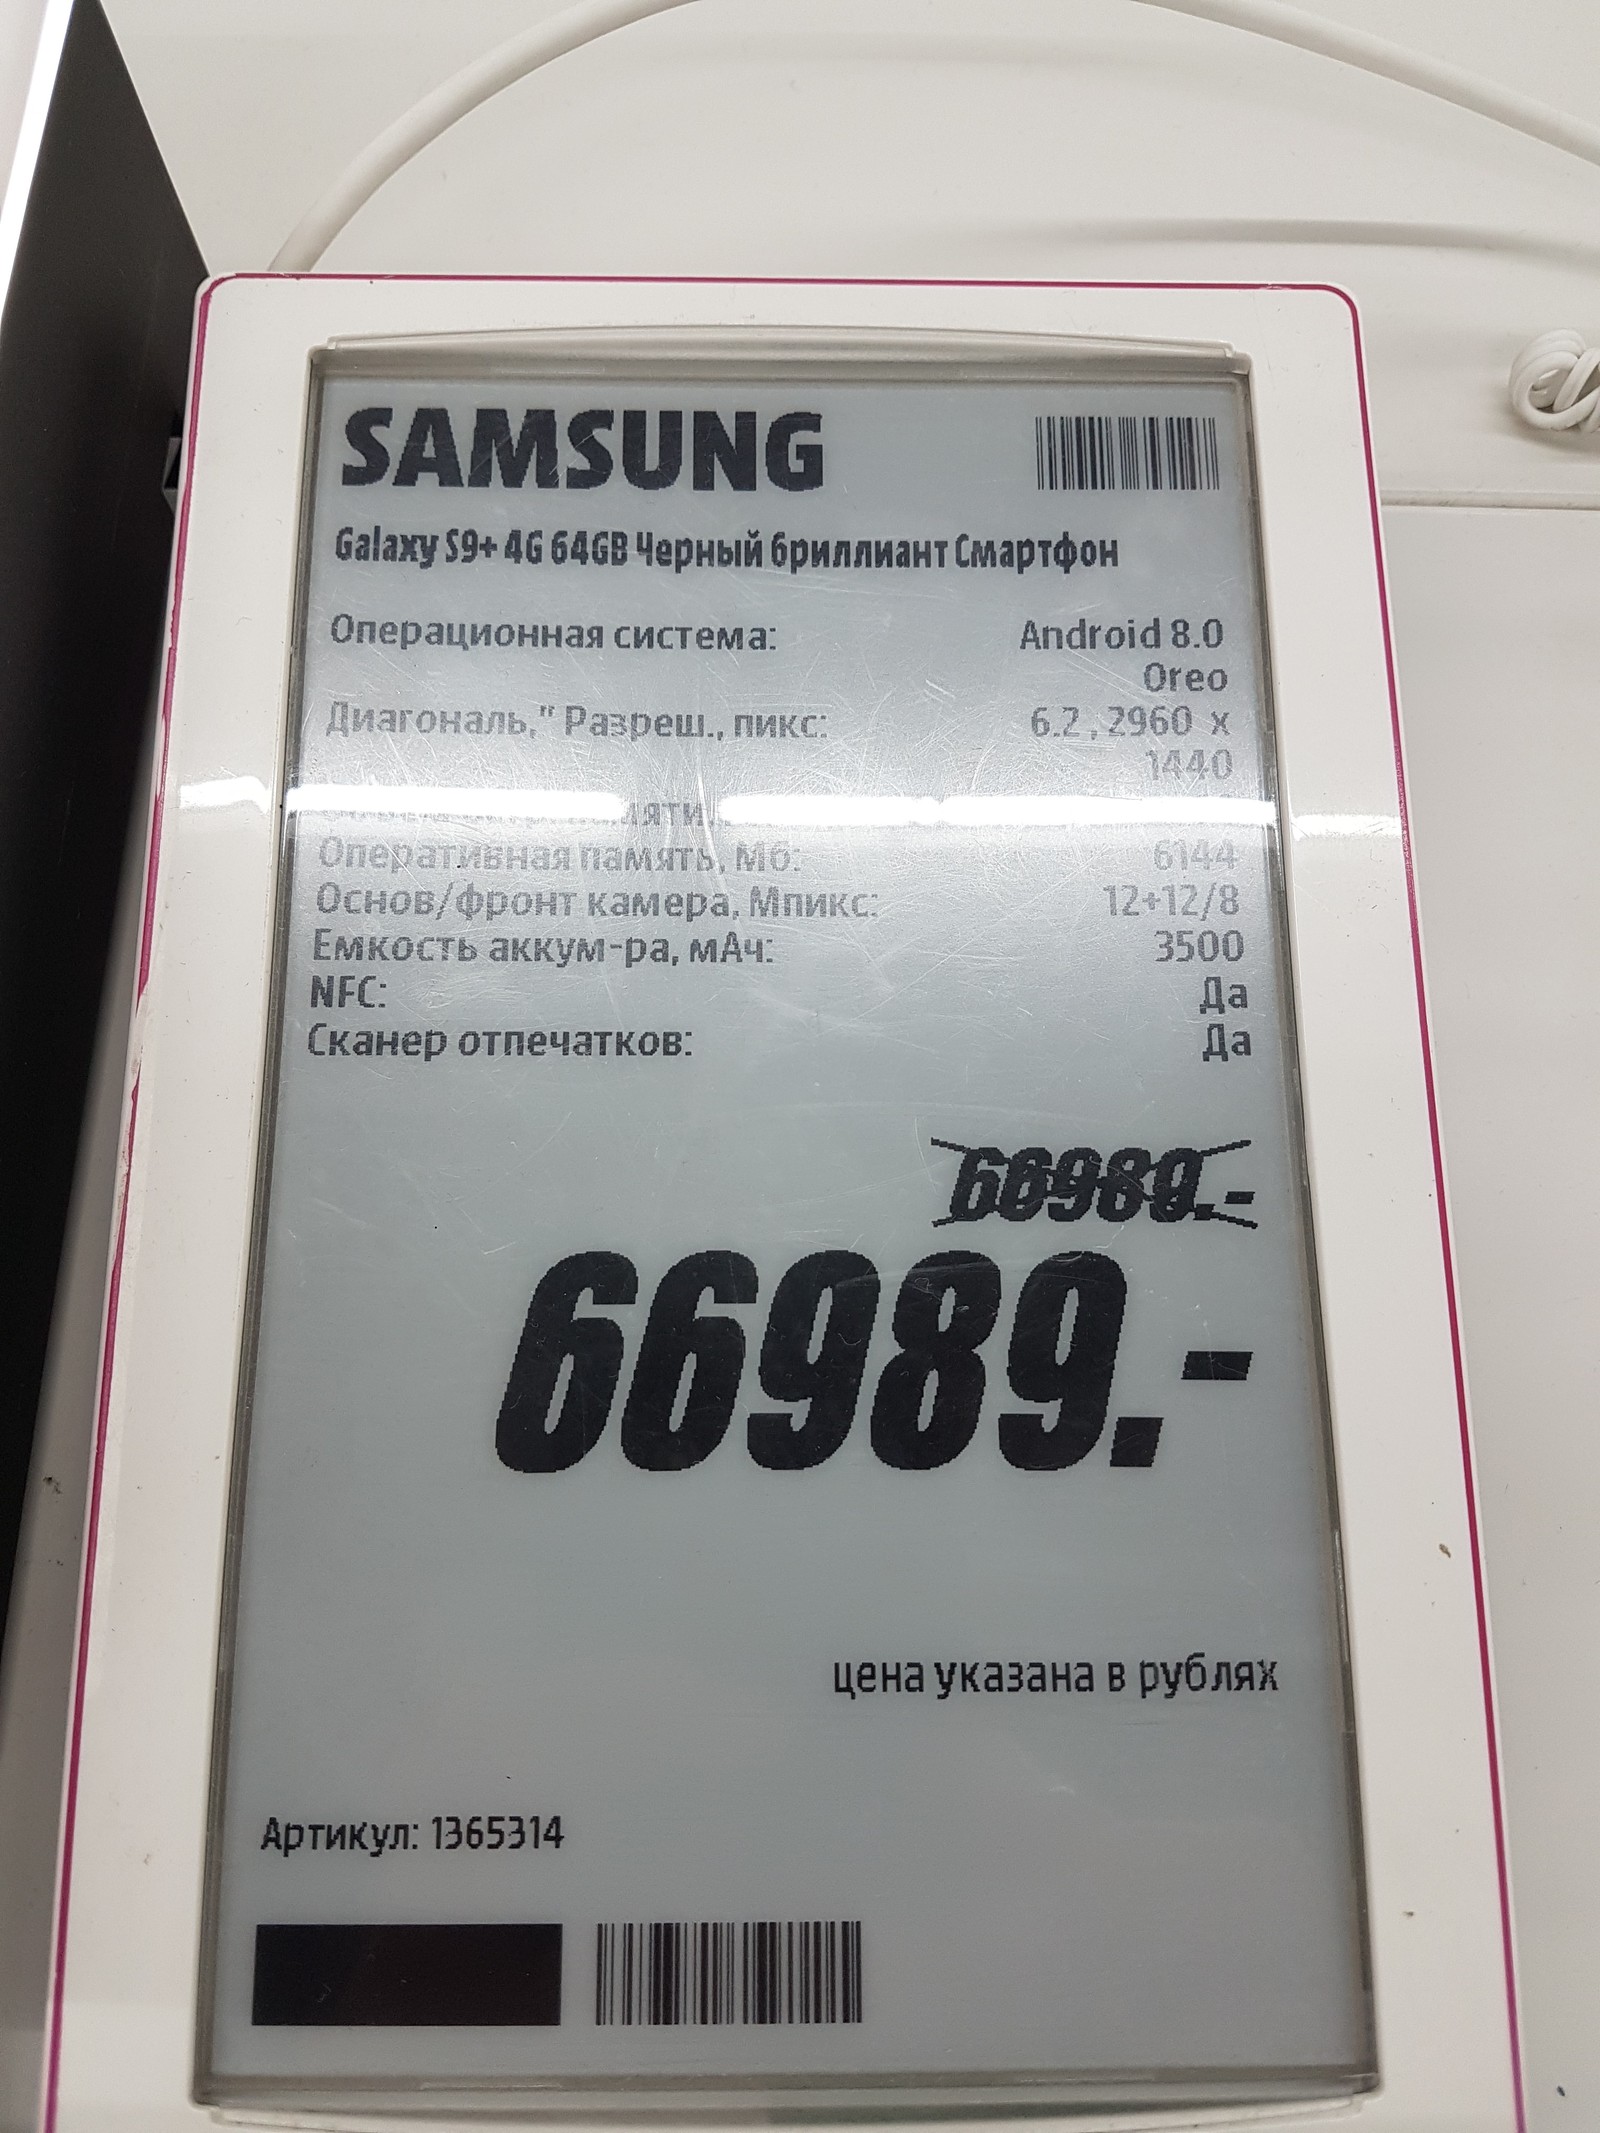 SAMSUNG
Galaxy S9+ 4G 64GB Черный бриллиант Смартфон
Операционная система: Android 8.0
Oreo
Диагональ," Разреш., пикс: 6.2 , 2960 x
1440
Оперативная память, Мб: 6144
Основ/фронт камера, Мпикс: 12+12/8
Емкость аккум-ра, мАч: 3500
NFC: Да
Сканер отпечатков: Да
66989.-
66989.-
цена указана в рублях
Артикул: 1365314